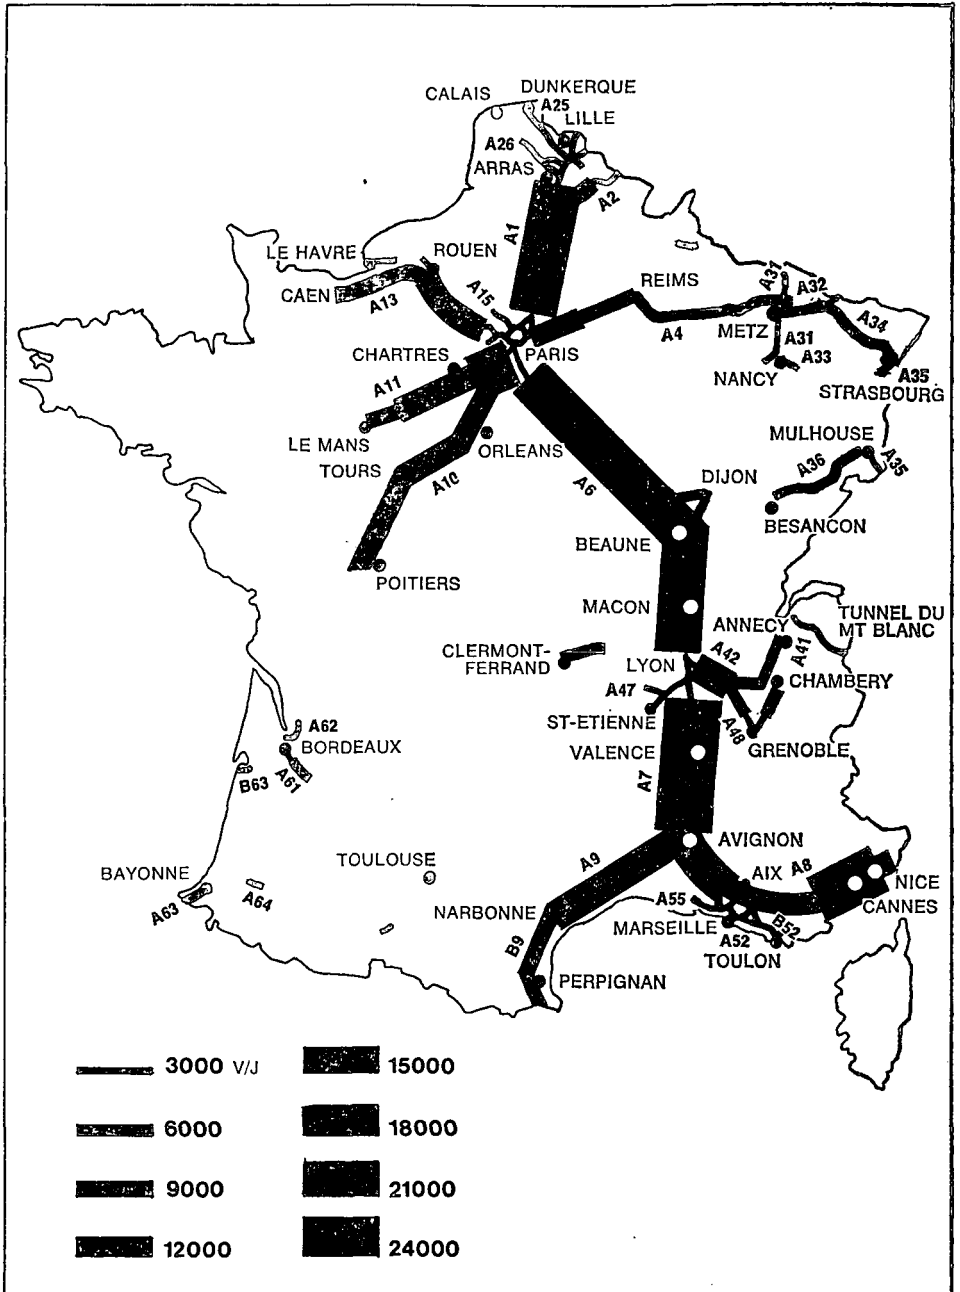 DUNKERQUE
CALAIS
A25
LILLE
A26
ARRAS
A2
A1
LE HAVRE
ROUEN
A31
REIMS
A32
CAEN
A13
A15
A4
METZ
A34
A31
CHARTRES
PARIS
A33
NANCY
A35
A11
STRASBOURG
LE MANS
ORLEANS
MULHOUSE
TOURS
A10
A6
DIJON
A36
A35
BESANCON
BEAUNE
POITIERS
MACON
ANNECY
TUNNEL DU
MT BLANC
CLERMONT-
FERRAND
LYON
A42
A41
CHAMBERY
A47
ST-ETIENNE
A48
GRENOBLE
A62
BORDEAUX
VALENCE
B63
A61
A7
AVIGNON
TOULOUSE
A9
AIX
A8
NICE
BAYONNE
A64
A55
CANNES
A63
NARBONNE
MARSEILLE
B52
A52
TOULON
B9
PERPIGNAN
3000 V/J
15000
6000
18000
9000
21000
12000
24000